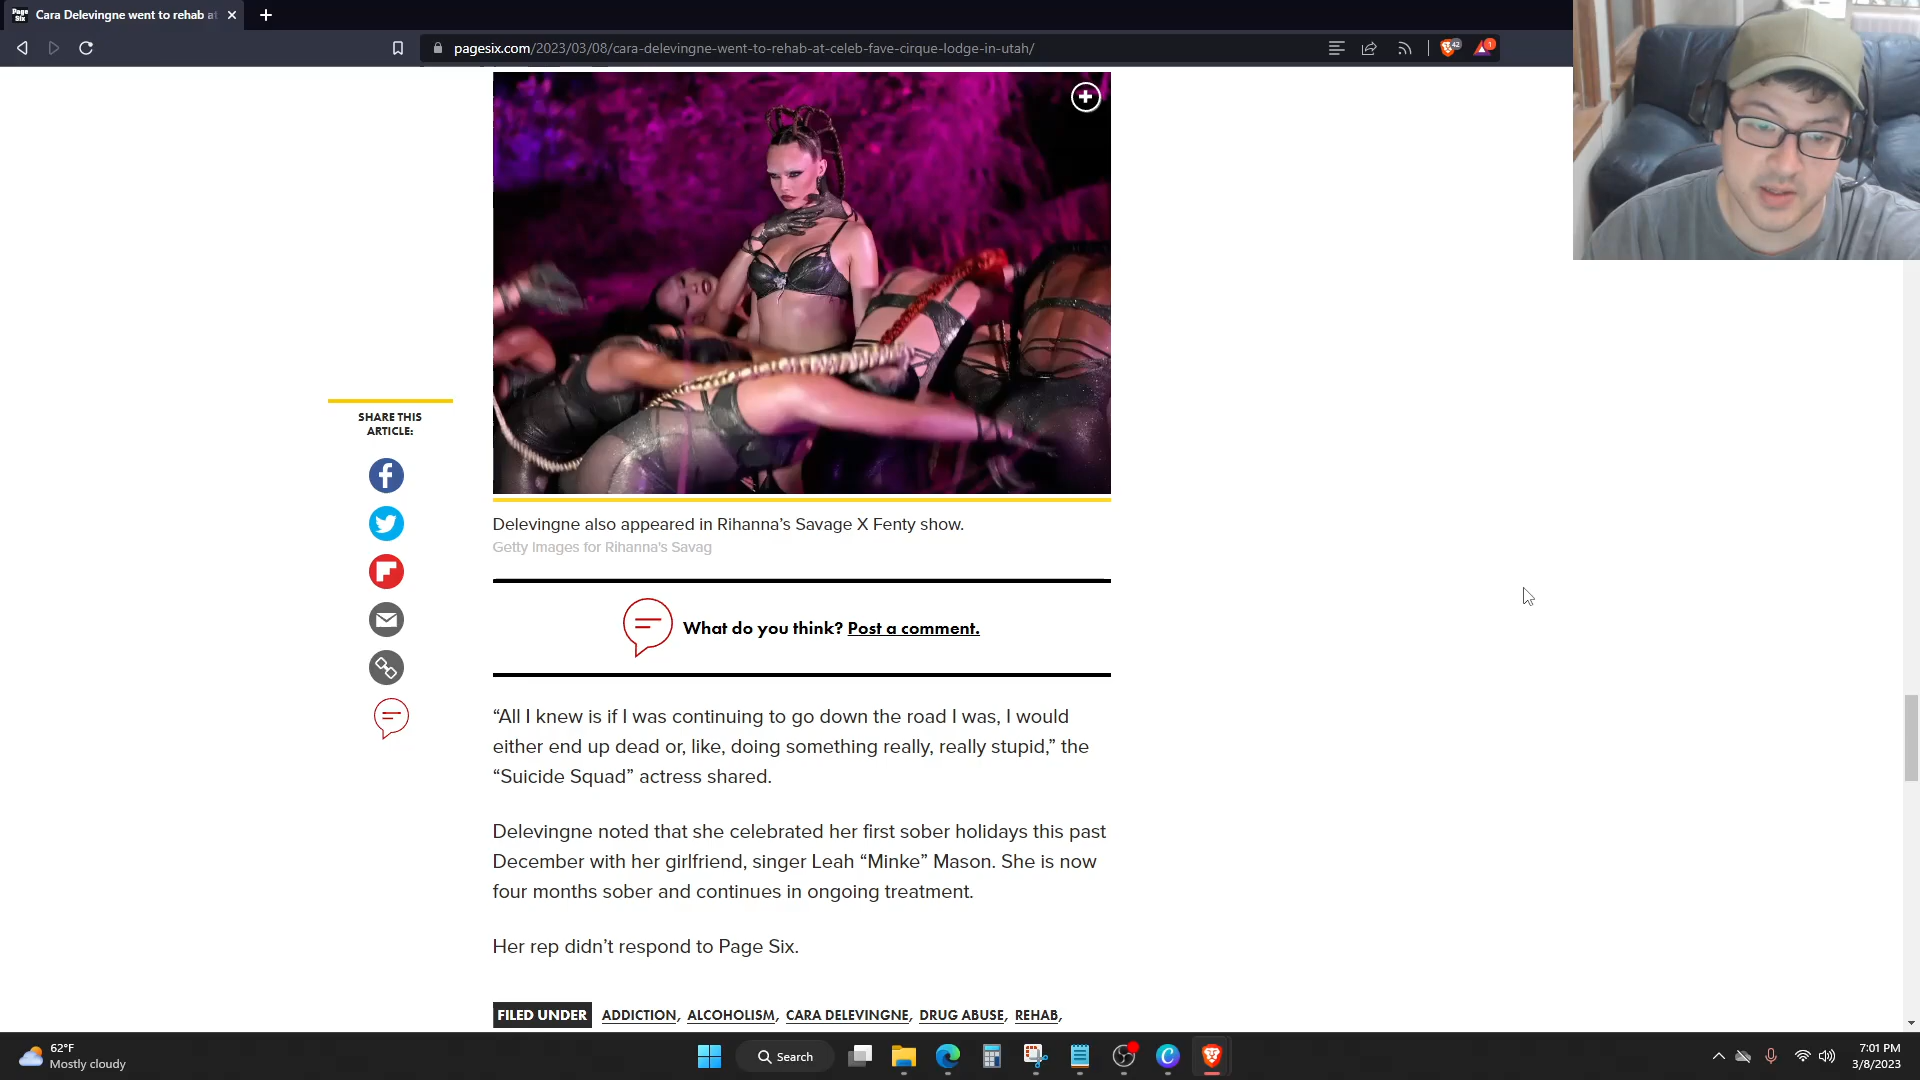 Page
Six
Cara Delevingne went to rehab at
pagesix.com/2023/03/08/cara-delevingne-went-to-rehab-at-celeb-fave-cirque-lodge-in-utah/
42
1
SHARE THIS
ARTICLE:
Delevingne also appeared in Rihanna’s Savage X Fenty show.
Getty Images for Rihanna's Savag
What do you think? Post a comment.
“All I knew is if I was continuing to go down the road I was, I would
either end up dead or, like, doing something really, really stupid,” the
“Suicide Squad” actress shared.
Delevingne noted that she celebrated her first sober holidays this past
December with her girlfriend, singer Leah “Minke” Mason. She is now
four months sober and continues in ongoing treatment.
Her rep didn’t respond to Page Six.
FILED UNDER ADDICTION, ALCOHOLISM, CARA DELEVINGNE, DRUG ABUSE, REHAB,
62°F
Mostly cloudy
Search
7:01 PM
3/8/2023